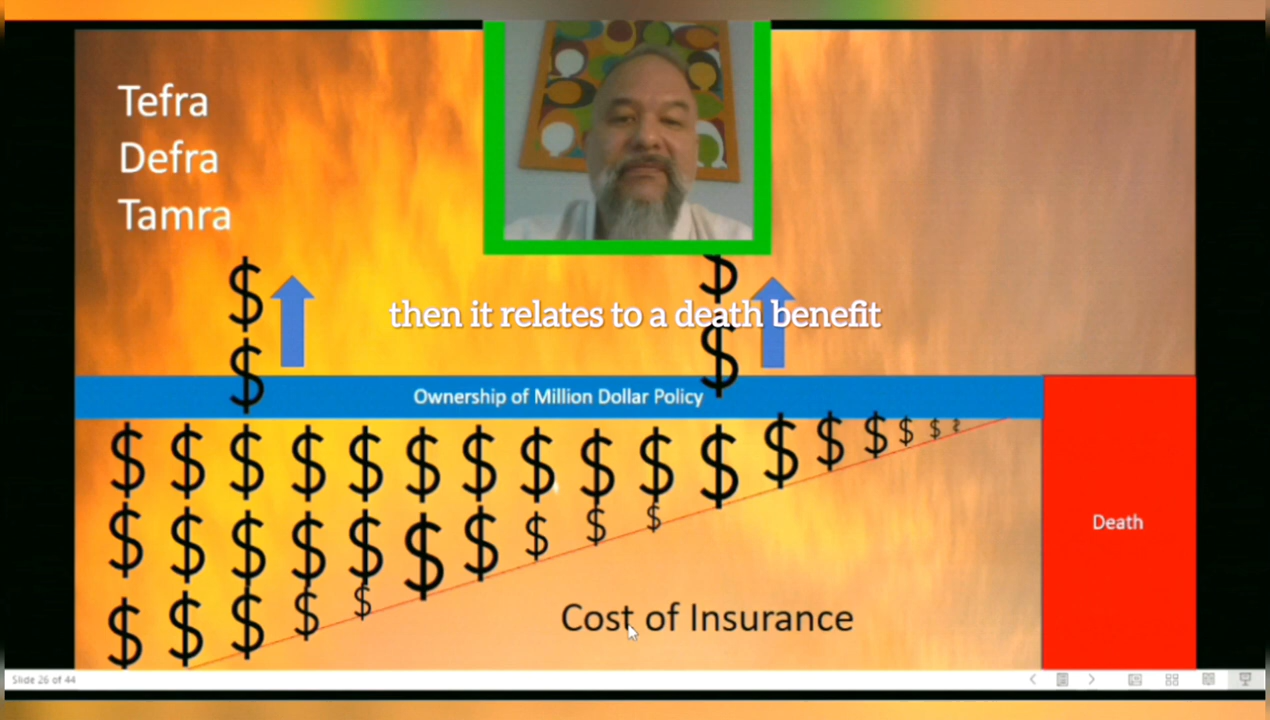 Tefra
Defra
Tamra
$ $
then it relates to a death benefit
$ $
Ownership of Million Dollar Policy
$ $ $ $ $ $ $ $ $ $ $ $ $ $ $ $ $
$ $ $ $ $ $ $ $ $ $
$ $ $ $ $
Death
Cost of Insurance
Slide 26 of 44